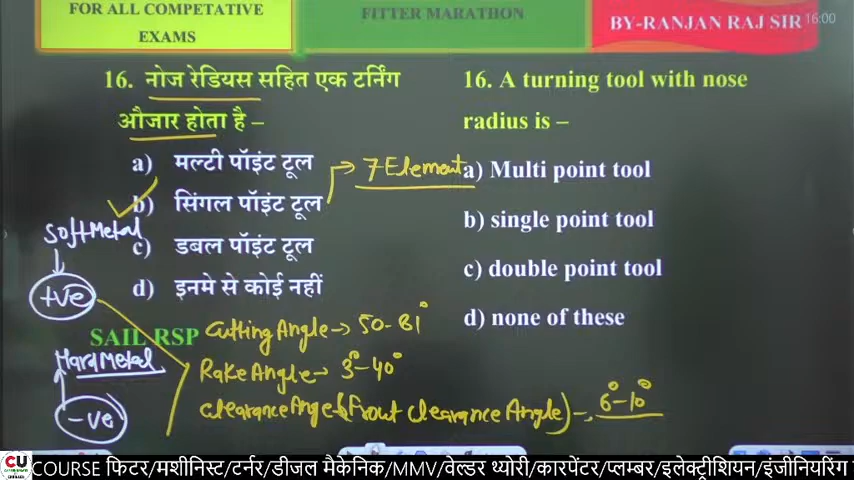 FOR ALL COMPETATIVE
EXAMS
FITTER MARATHON
BY-RANJAN RAJ SIR
16:00
16. नोज रेडियस सहित एक टर्निंग
औजार होता है –
a) मल्टी पॉइंट टूल
b) सिंगल पॉइंट टूल
c) डबल पॉइंट टूल
d) इनमे से कोई नहीं
SAIL RSP
16. A turning tool with nose
radius is –
a) Multi point tool
b) single point tool
c) double point tool
d) none of these
7 Element
Soft Metal
+ve
Hard Metal
-ve
Cutting Angle → 50-81°
Rake Angle → 3°-40°
Clearance Angel (Front Clearance Angle) → 6°-10°
CU
COURSE फिटर/मशीनिस्ट/टर्नर/डीजल मैकेनिक/MMV/वेल्डर थ्योरी/कारपेंटर/प्लम्बर/इलेक्ट्रीशियन/इंजीनियरिंग